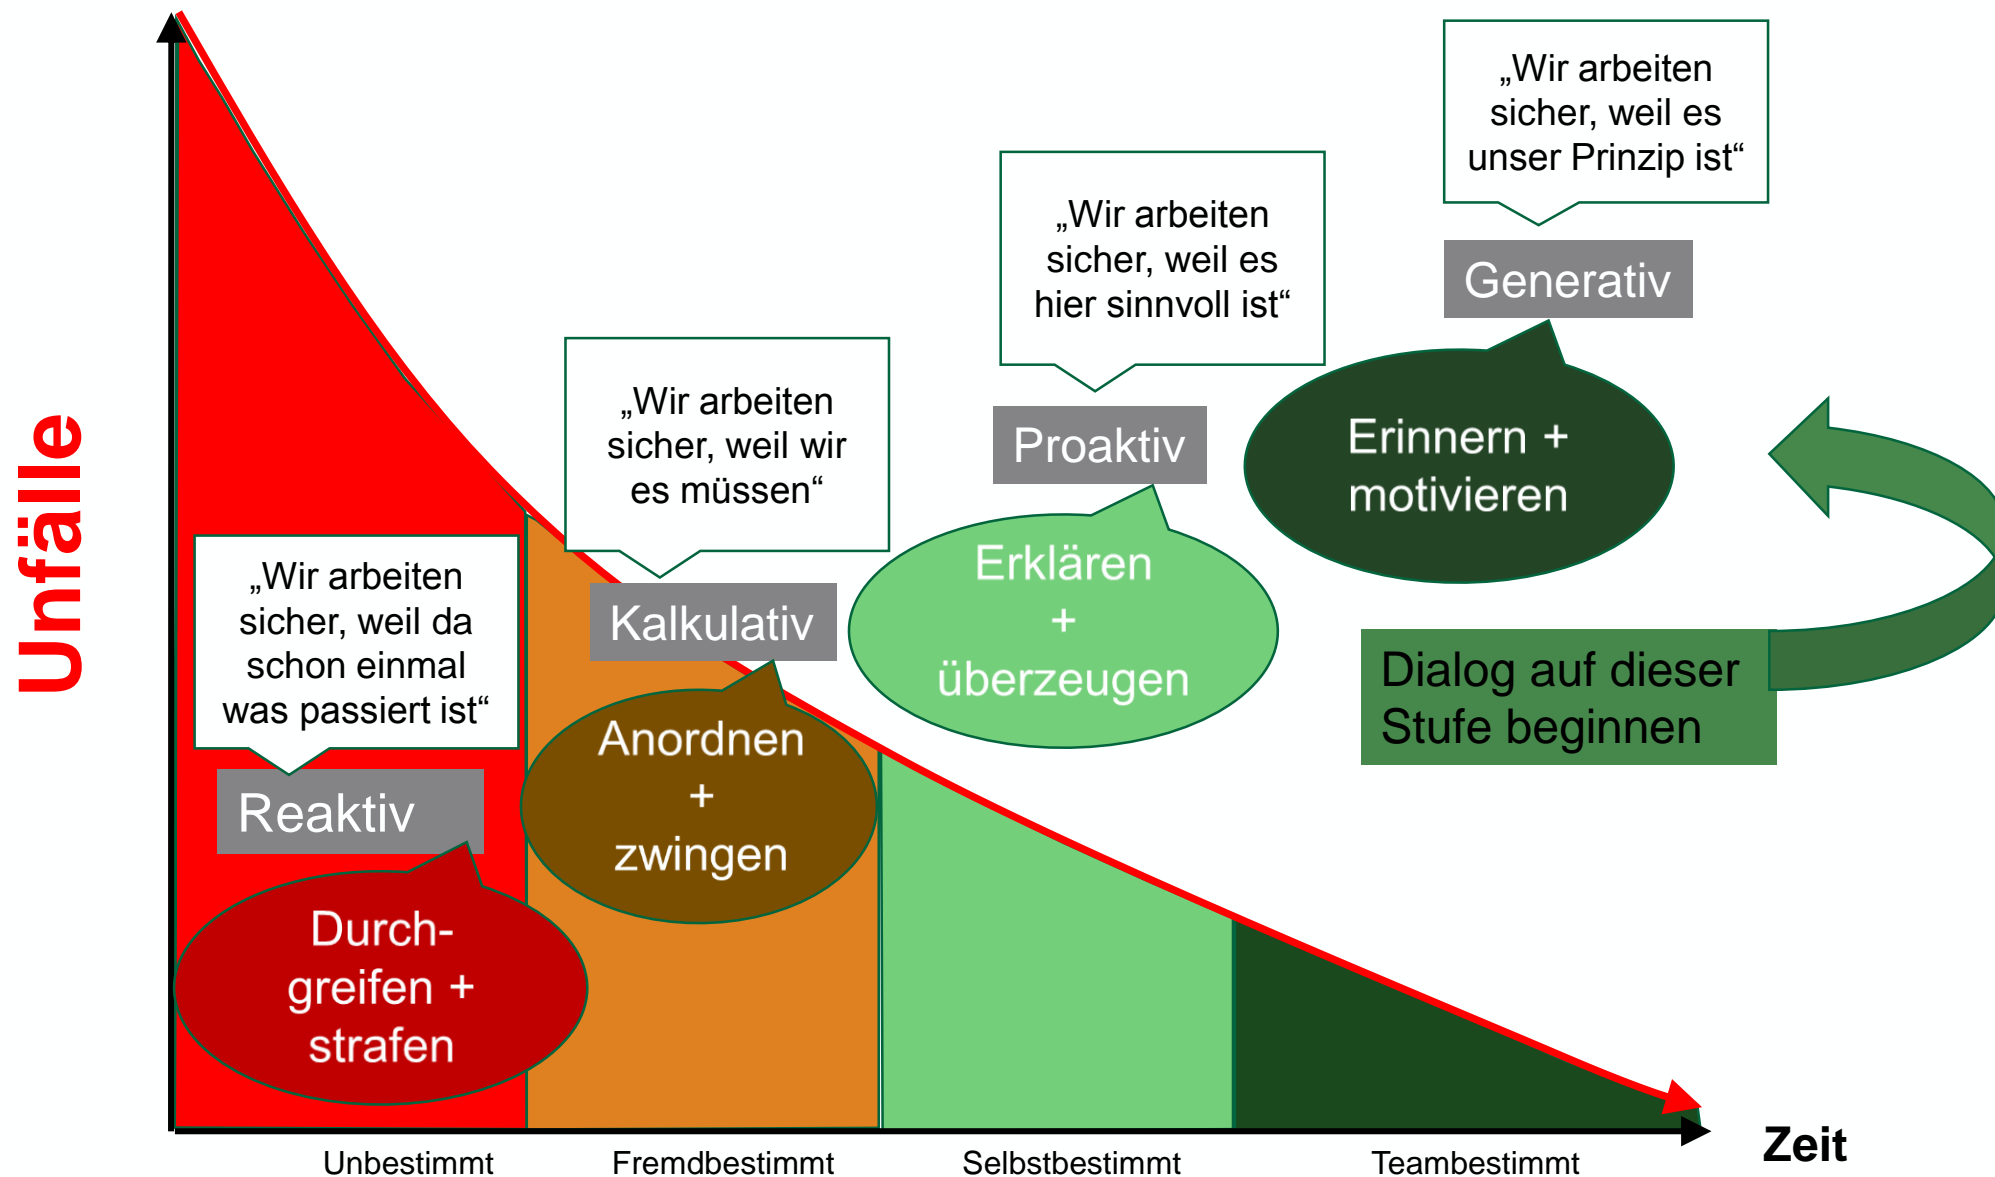 Unfälle
„Wir arbeiten
sicher, weil da
schon einmal
was passiert ist“
Reaktiv
Durch-
greifen +
strafen
„Wir arbeiten
sicher, weil wir
es müssen“
Kalkulativ
Anordnen
+
zwingen
„Wir arbeiten
sicher, weil es
hier sinnvoll ist“
Proaktiv
Erklären
+
überzeugen
„Wir arbeiten
sicher, weil es
unser Prinzip ist“
Generativ
Erinnern +
motivieren
Dialog auf dieser
Stufe beginnen
Unbestimmt
Fremdbestimmt
Selbstbestimmt
Teambestimmt
Zeit